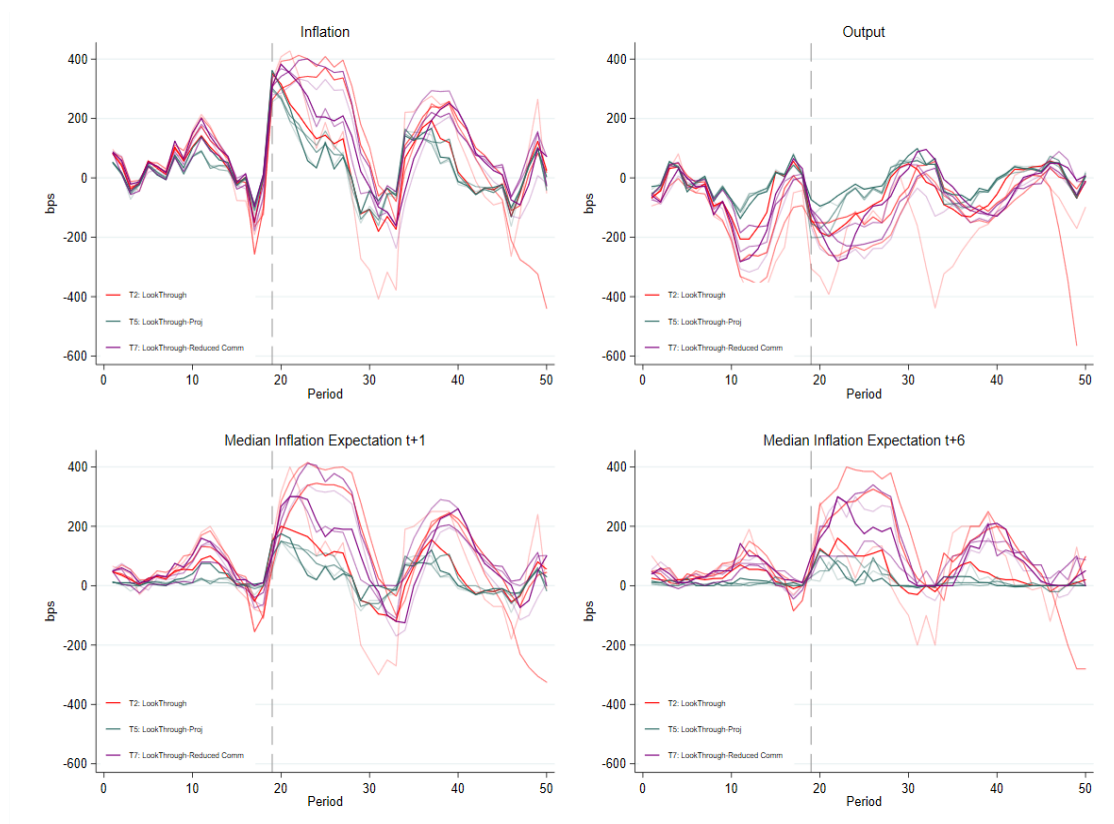 Inflation
400
200
0
-200
-400
-600
bps
T2: LookThrough
T5: LookThrough-Proj
T7: LookThrough-Reduced Comm
0 10 20 30 40 50
Period
Output
400
200
0
-200
-400
-600
bps
T2: LookThrough
T5: LookThrough-Proj
T7: LookThrough-Reduced Comm
0 10 20 30 40 50
Period
Median Inflation Expectation t+1
400
200
0
-200
-400
-600
bps
T2: LookThrough
T5: LookThrough-Proj
T7: LookThrough-Reduced Comm
0 10 20 30 40 50
Period
Median Inflation Expectation t+6
400
200
0
-200
-400
-600
bps
T2: LookThrough
T5: LookThrough-Proj
T7: LookThrough-Reduced Comm
0 10 20 30 40 50
Period